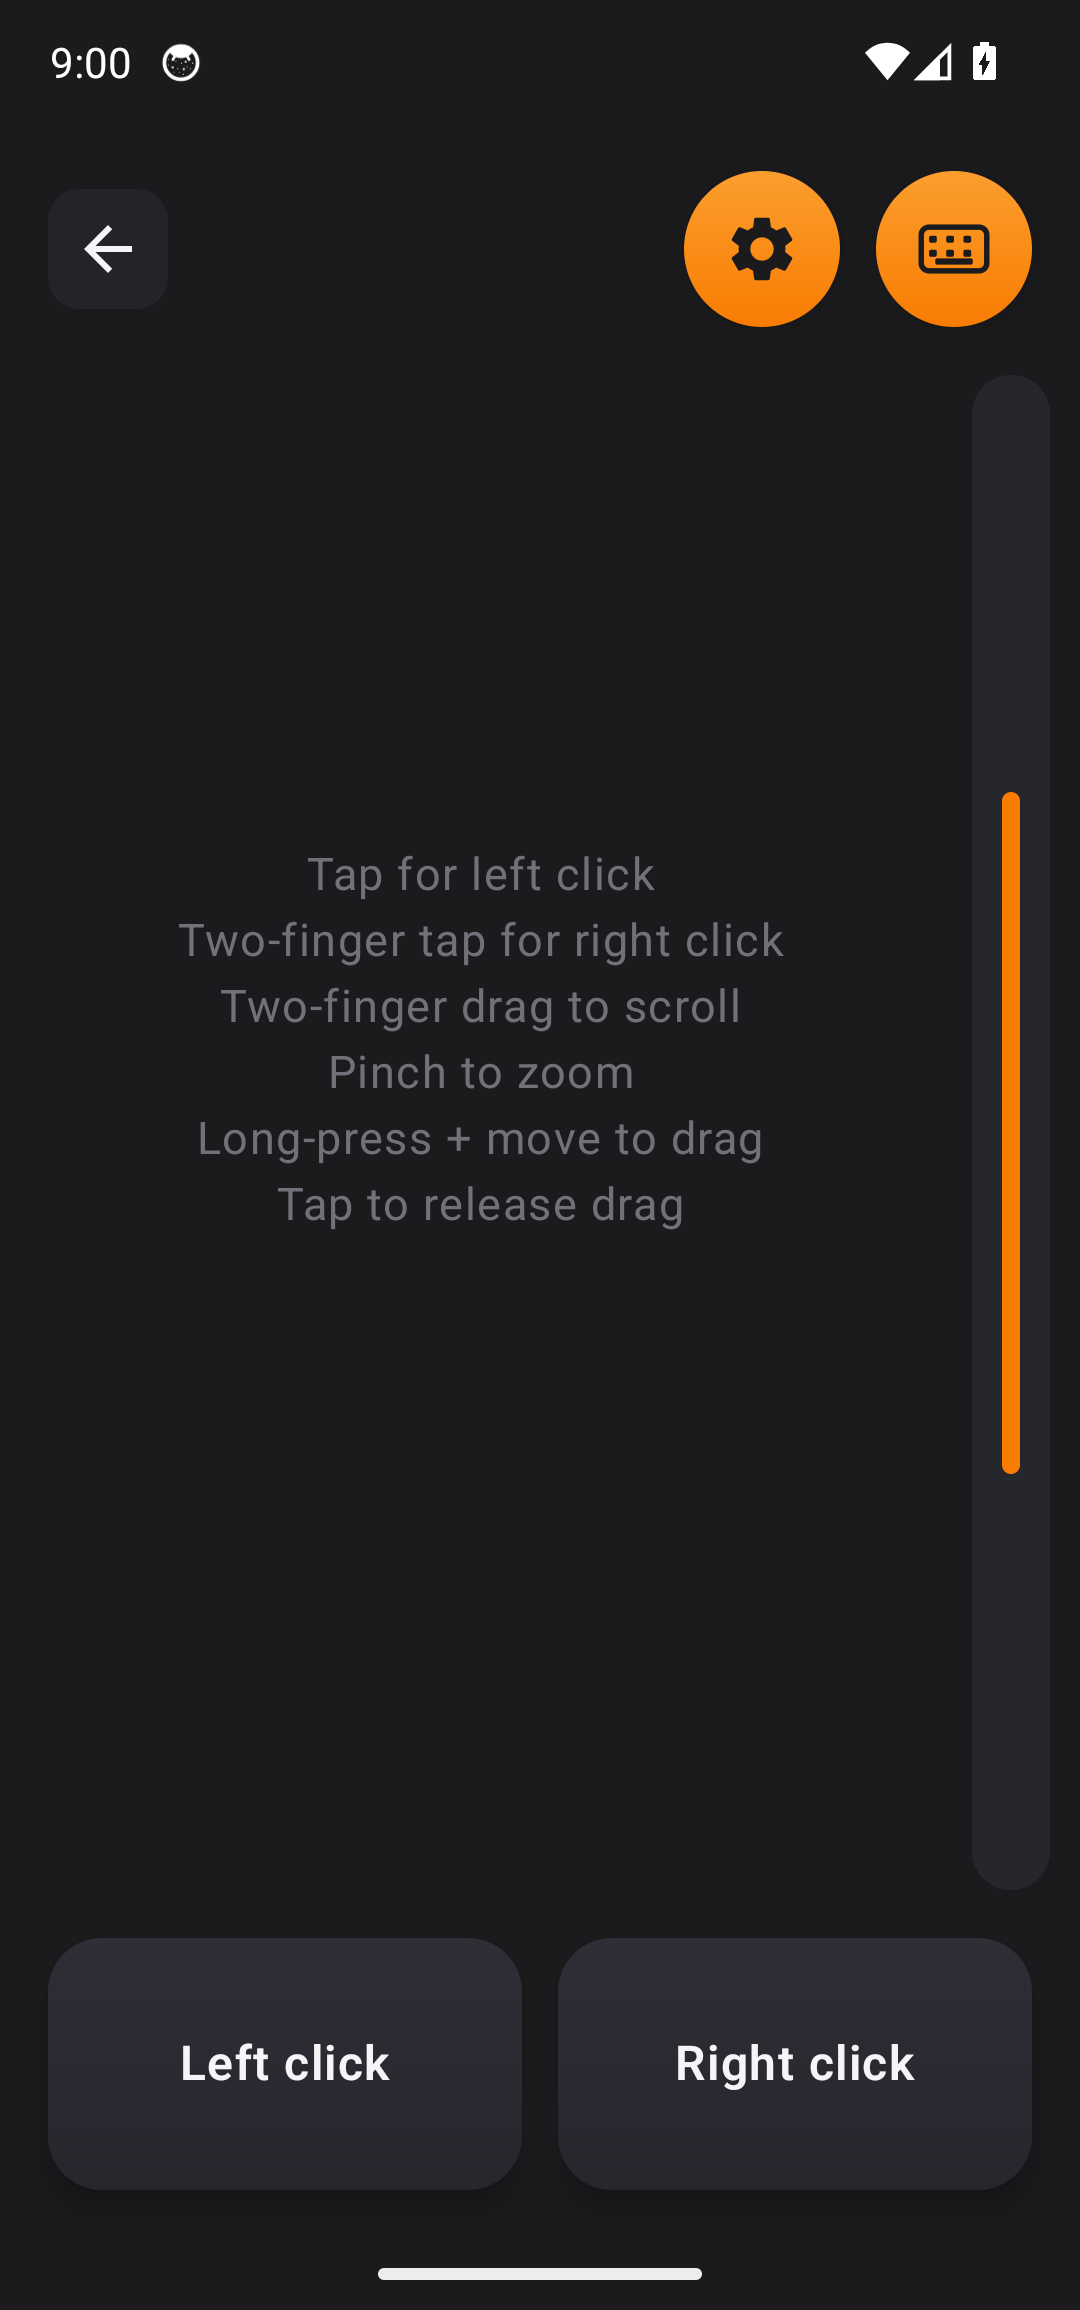 9:00
Tap for left click
Two-finger tap for right click
Two-finger drag to scroll
Pinch to zoom
Long-press + move to drag
Tap to release drag
Left click
Right click